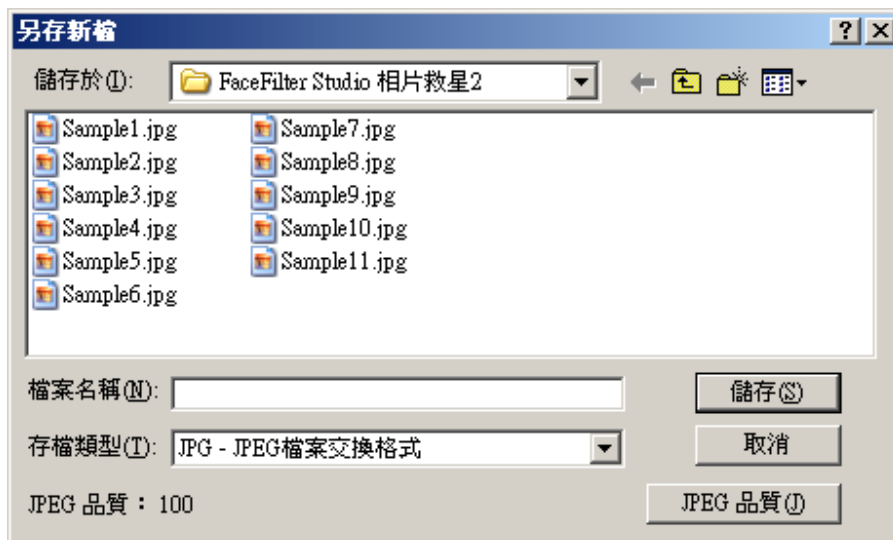 另存新檔
儲存於(I): FaceFilter Studio 相片救星2
Sample1.jpg
Sample2.jpg
Sample3.jpg
Sample4.jpg
Sample5.jpg
Sample6.jpg
Sample7.jpg
Sample8.jpg
Sample9.jpg
Sample10.jpg
Sample11.jpg
檔案名稱(N): 儲存(S)
存檔類型(T): JPG - JPEG檔案交換格式 取消
JPEG 品質：100 JPEG 品質(J)